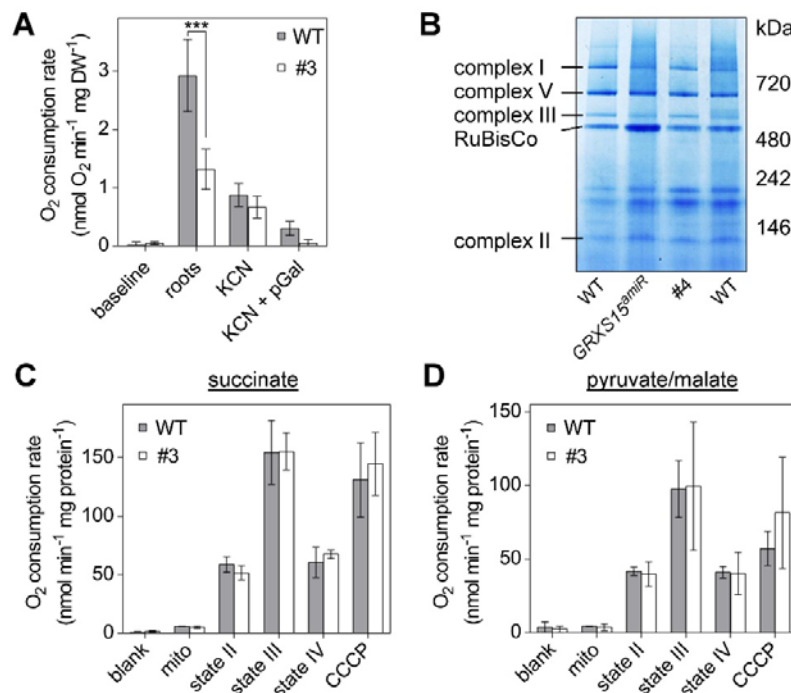 A
O₂ consumption rate
(nmol O₂ min⁻¹ mg DW⁻¹)
3
2
1
0
***
WT
#3
baseline
roots
KCN
KCN + pGal
B
kDa
complex I
720
complex V
complex III
RuBisCo
480
242
146
complex II
WT
GRXS15ᵃᵐⁱᴿ
#4
WT
C
succinate
O₂ consumption rate
(nmol min⁻¹ mg protein⁻¹)
150
100
50
0
WT
#3
blank
mito
state II
state III
state IV
CCCP
D
pyruvate/malate
O₂ consumption rate
(nmol min⁻¹ mg protein⁻¹)
150
100
50
0
WT
#3
blank
mito
state II
state III
state IV
CCCP